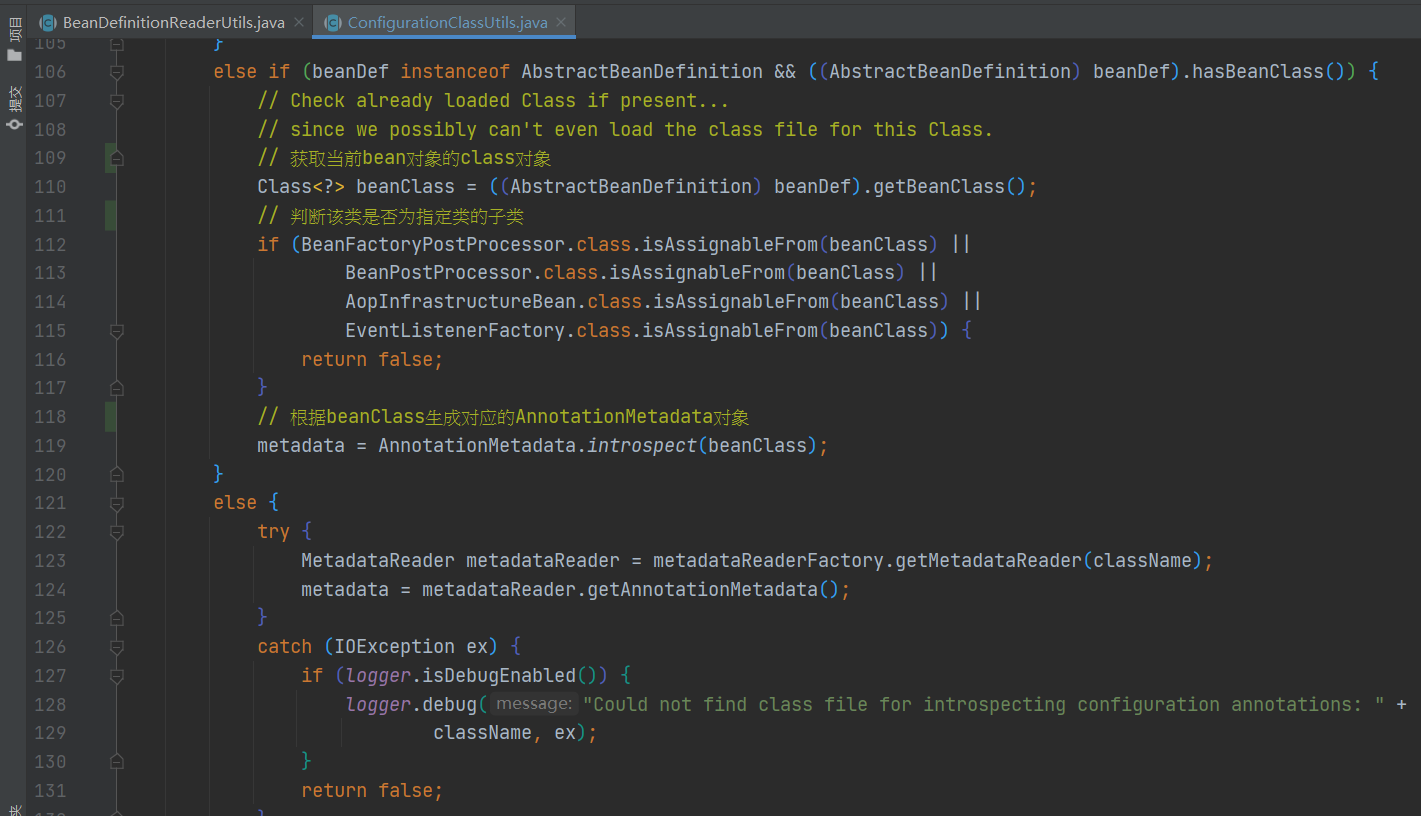 项目
提交
BeanDefinitionReaderUtils.java
ConfigurationClassUtils.java
105 }
106 else if (beanDef instanceof AbstractBeanDefinition && ((AbstractBeanDefinition) beanDef).hasBeanClass()) {
107 // Check already loaded Class if present...
108 // since we possibly can't even load the class file for this Class.
109 // 获取当前bean对象的class对象
110 Class<?> beanClass = ((AbstractBeanDefinition) beanDef).getBeanClass();
111 // 判断该类是否为指定类的子类
112 if (BeanFactoryPostProcessor.class.isAssignableFrom(beanClass) ||
113 BeanPostProcessor.class.isAssignableFrom(beanClass) ||
114 AopInfrastructureBean.class.isAssignableFrom(beanClass) ||
115 EventListenerFactory.class.isAssignableFrom(beanClass)) {
116 return false;
117 }
118 // 根据beanClass生成对应的AnnotationMetadata对象
119 metadata = AnnotationMetadata.introspect(beanClass);
120 }
121 else {
122 try {
123 MetadataReader metadataReader = metadataReaderFactory.getMetadataReader(className);
124 metadata = metadataReader.getAnnotationMetadata();
125 }
126 catch (IOException ex) {
127 if (logger.isDebugEnabled()) {
128 logger.debug( message: "Could not find class file for introspecting configuration annotations: " +
129 className, ex);
130 }
131 return false;